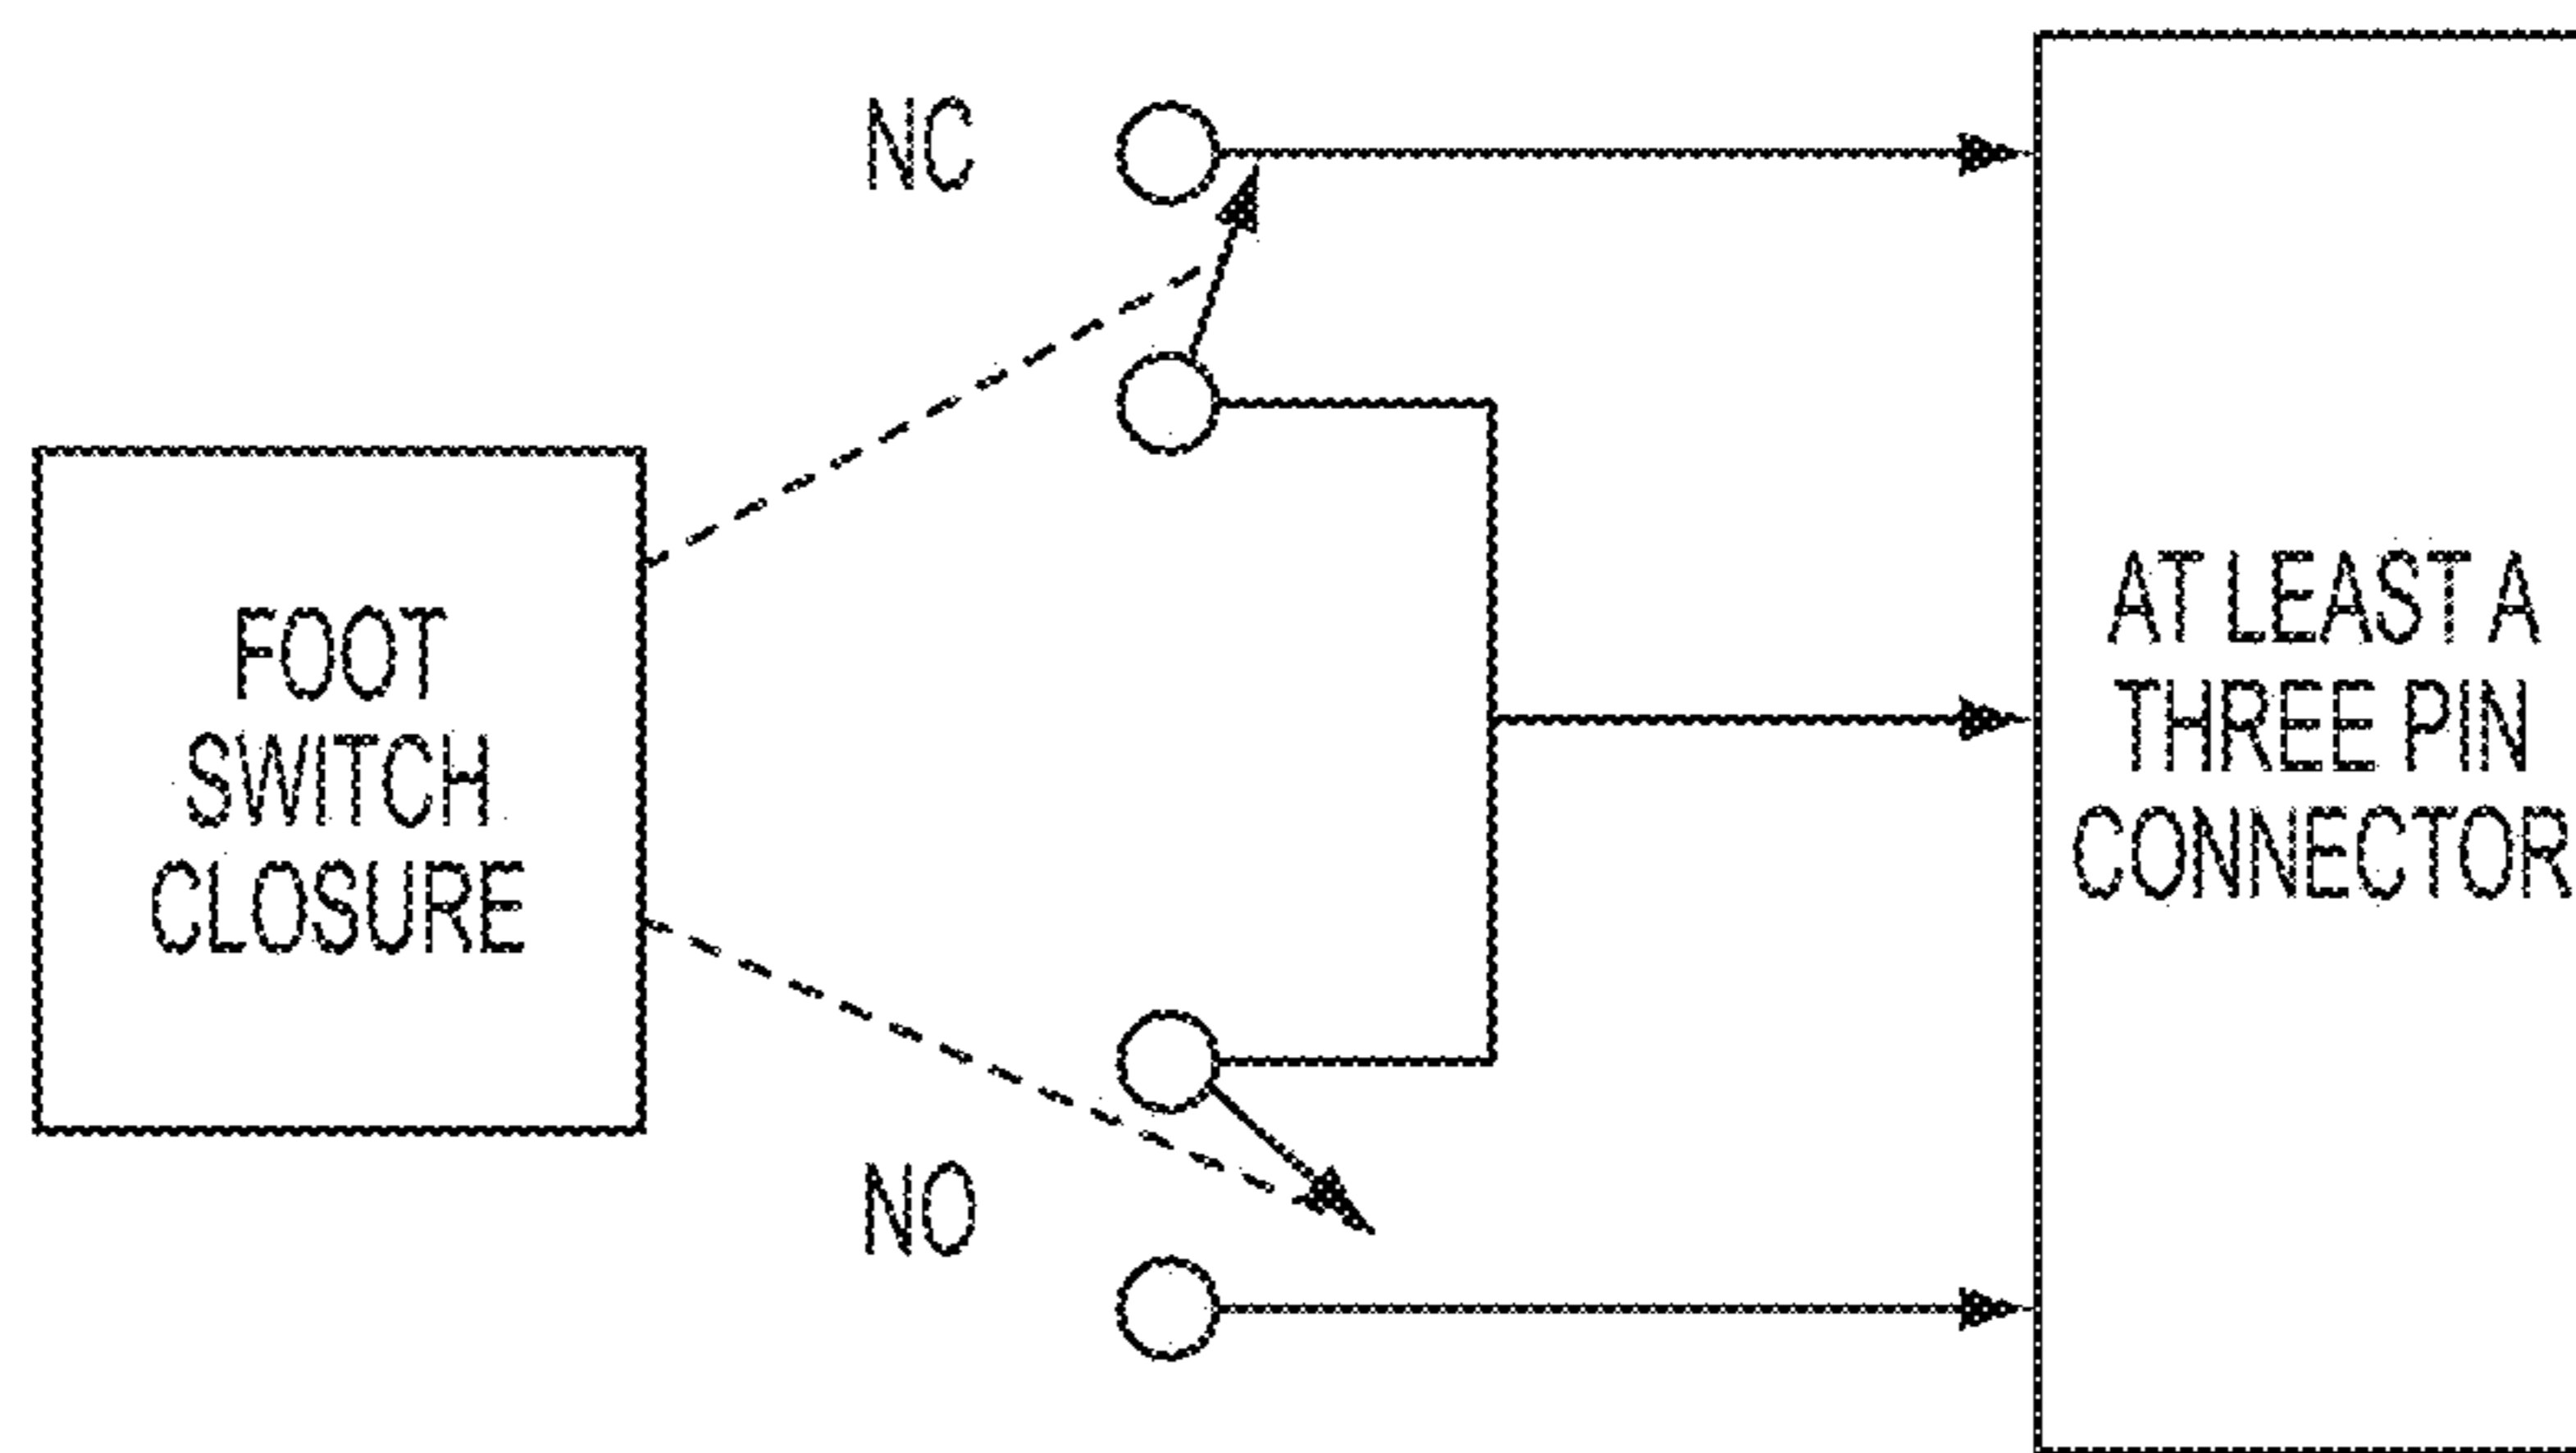 NC
FOOT
SWITCH
CLOSURE
NO
AT LEAST A
THREE PIN
CONNECTOR